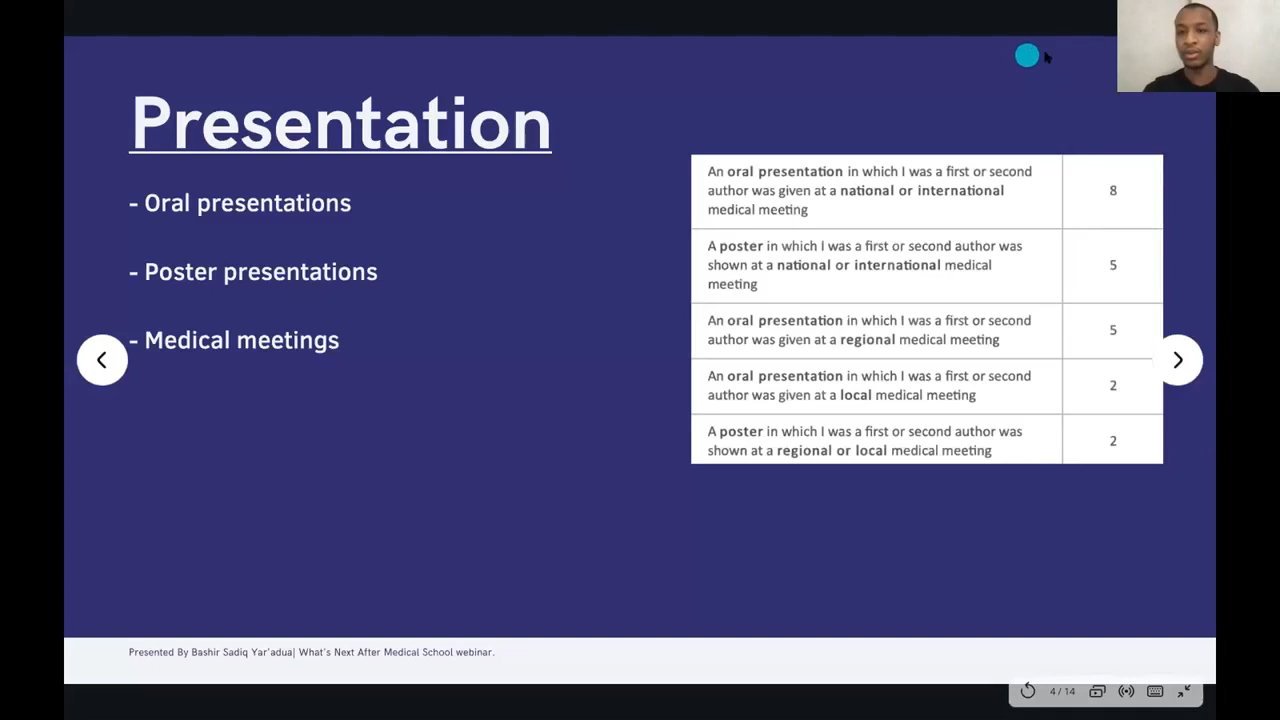 Presentation
- Oral presentations
- Poster presentations
- Medical meetings
An oral presentation in which I was a first or second
author was given at a national or international
medical meeting
8
A poster in which I was a first or second author was
shown at a national or international medical
meeting
5
An oral presentation in which I was a first or second
author was given at a regional medical meeting
5
An oral presentation in which I was a first or second
author was given at a local medical meeting
2
A poster in which I was a first or second author was
shown at a regional or local medical meeting
2
Presented By Bashir Sadiq Yar'adua| What's Next After Medical School webinar.
4 / 14